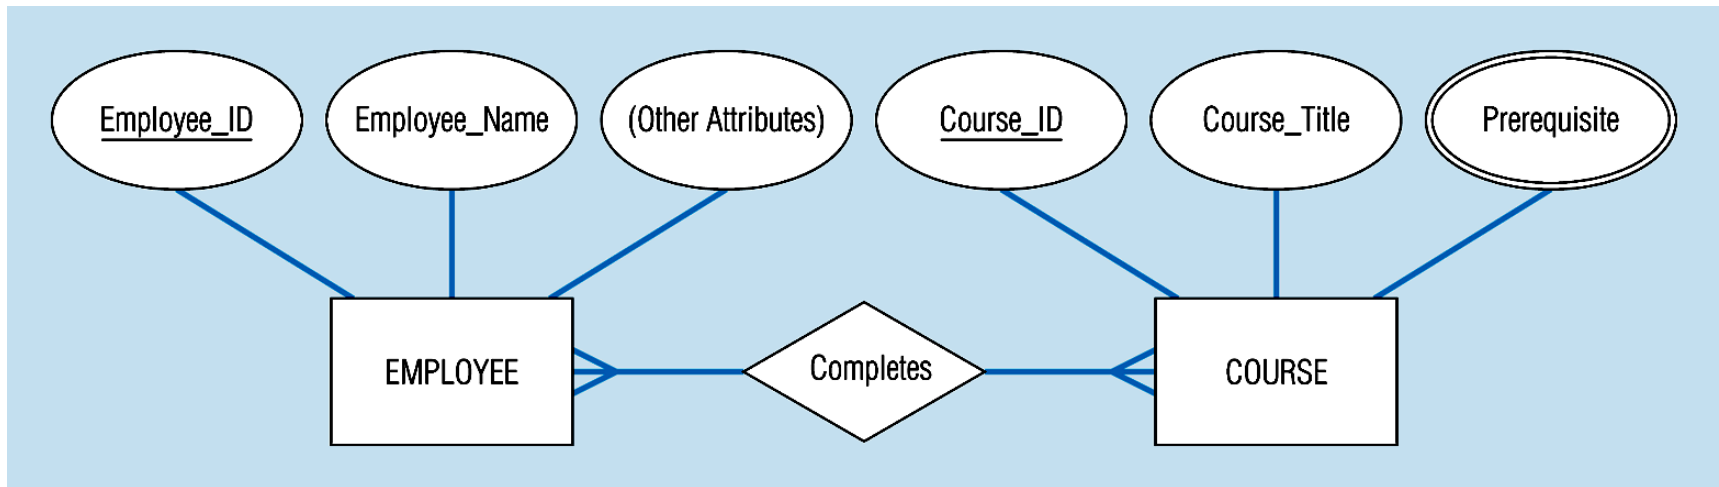 Employee_ID
Employee_Name
(Other Attributes)
Course_ID
Course_Title
Prerequisite
EMPLOYEE
Completes
COURSE